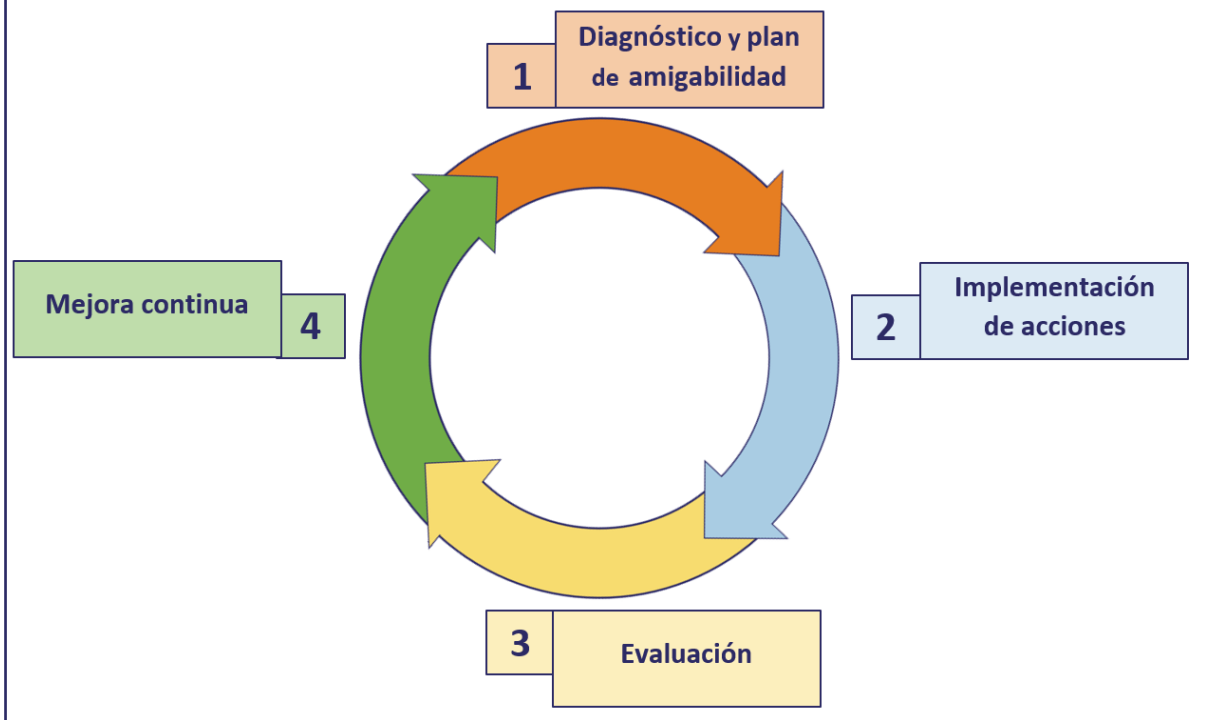 1
Diagnóstico y plan
de amigabilidad
2
Implementación
de acciones
3
Evaluación
4
Mejora continua